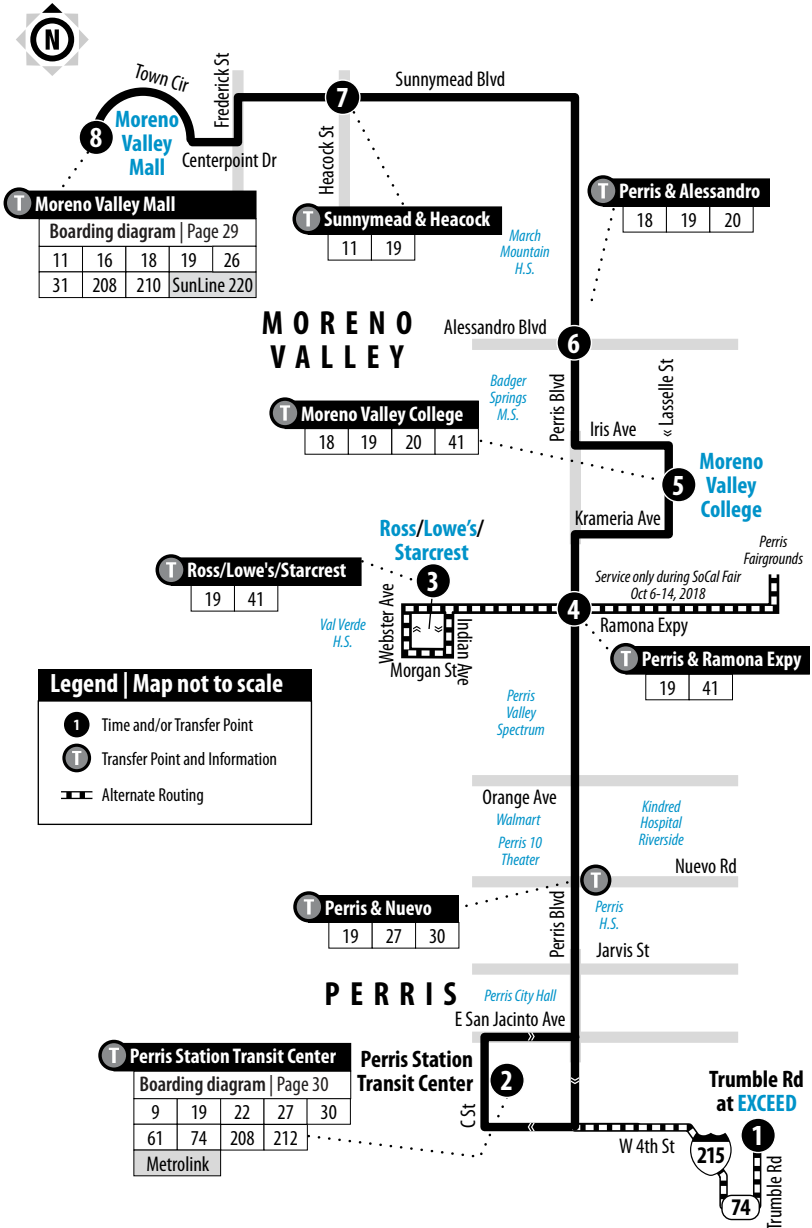 N
Town Cir
Frederick St
Sunnymead Blvd
7
8
Moreno
Valley
Mall
Centerpoint Dr
Heacock St
T Moreno Valley Mall
Boarding diagram | Page 29
11 16 18 19 26
31 208 210 SunLine 220
T Sunnymead & Heacock
11 19
T Perris & Alessandro
18 19 20
March
Mountain
H.S.
MORENO
VALLEY
Alessandro Blvd
6
Badger
Springs
M.S.
Perris Blvd
« Lasselle St
Iris Ave
T Moreno Valley College
18 19 20 41
5
Moreno
Valley
College
Krameria Ave
Ross/Lowe's/
Starcrest
3
T Ross/Lowe's/Starcrest
19 41
Perris
Fairgrounds
Service only during SoCal Fair
Oct 6-14, 2018
4
Ramona Expy
Val Verde
H.S.
Webster Ave
Indian Ave
Morgan St
T Perris & Ramona Expy
19 41
Legend | Map not to scale
1 Time and/or Transfer Point
T Transfer Point and Information
Alternate Routing
Perris
Valley
Spectrum
Orange Ave
Walmart
Perris 10
Theater
Kindred
Hospital
Riverside
Nuevo Rd
T
T Perris & Nuevo
19 27 30
Perris Blvd
Perris
H.S.
Jarvis St
PERRIS
Perris City Hall
E San Jacinto Ave
T Perris Station Transit Center
Boarding diagram | Page 30
9 19 22 27 30
61 74 208 212
Metrolink
Perris Station
Transit Center
2
C St
W 4th St
Trumble Rd
at EXCEED
1
215
74
Trumble Rd